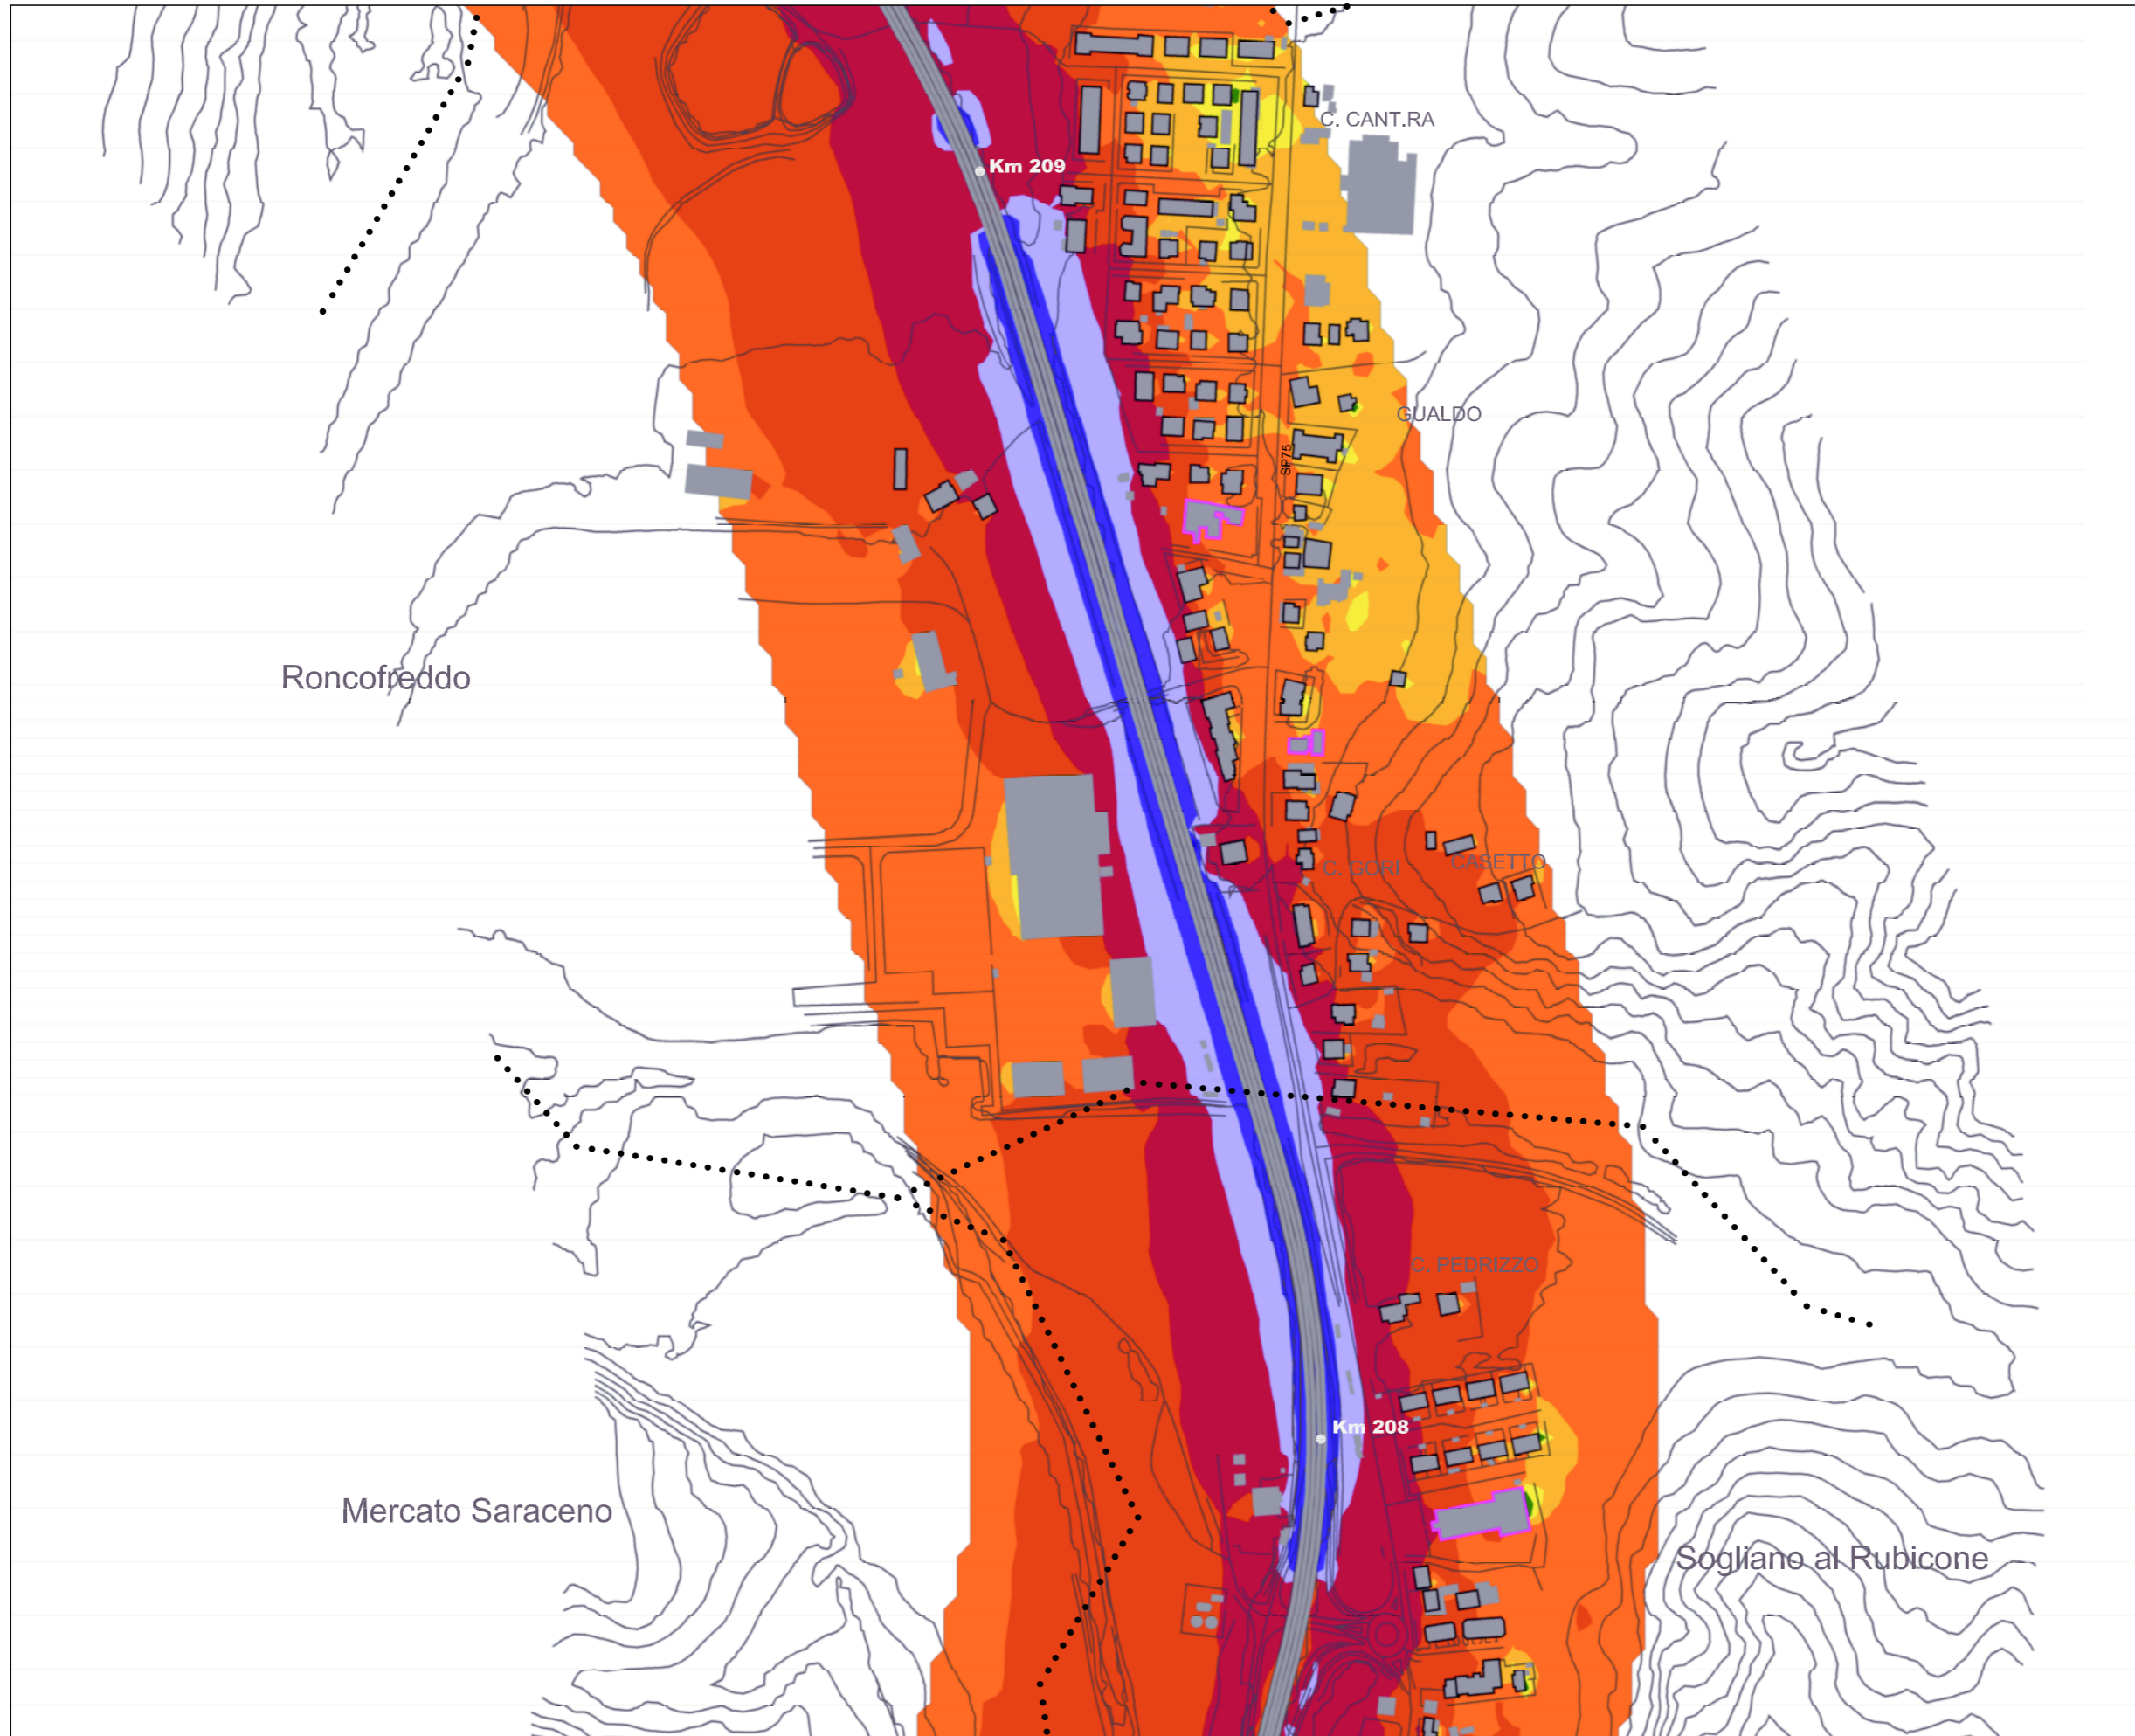 C. CANT.RA
Km 209
GUALDO
SP75
Roncofreddo
C. GORI
CASETTO
C. PEDRIZZO
Km 208
Mercato Saraceno
Sogliano al Rubicone